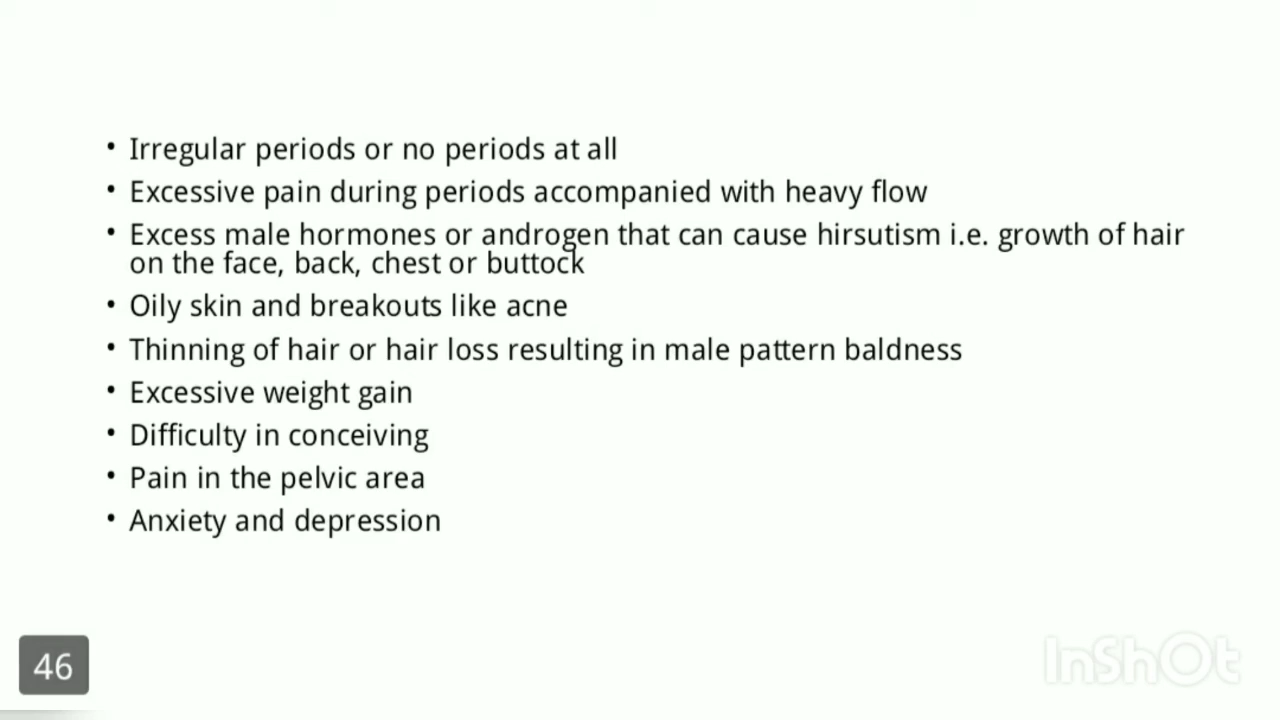 • Irregular periods or no periods at all
• Excessive pain during periods accompanied with heavy flow
• Excess male hormones or androgen that can cause hirsutism i.e. growth of hair
on the face, back, chest or buttock
• Oily skin and breakouts like acne
• Thinning of hair or hair loss resulting in male pattern baldness
• Excessive weight gain
• Difficulty in conceiving
• Pain in the pelvic area
• Anxiety and depression
46
InShOt